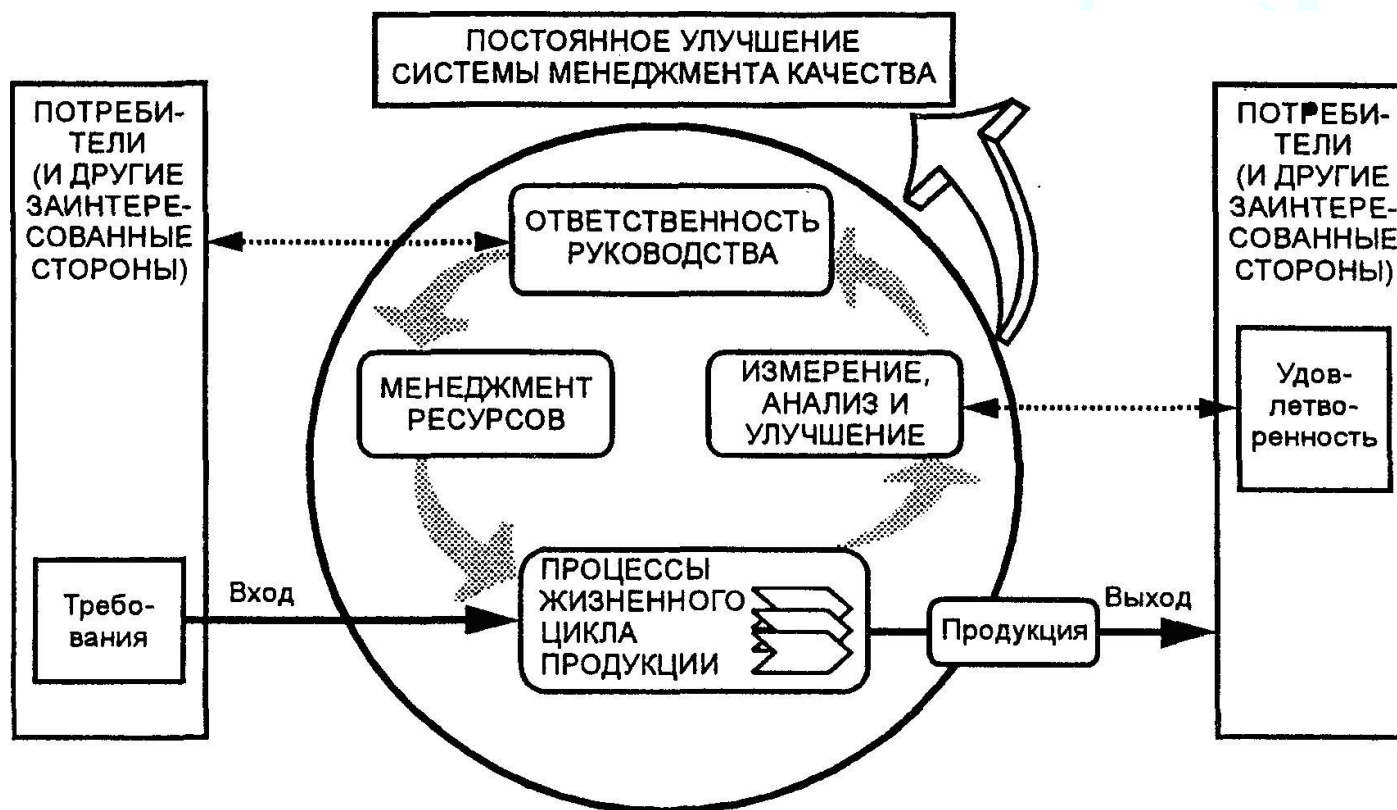 ПОСТОЯННОЕ УЛУЧШЕНИЕ
СИСТЕМЫ МЕНЕДЖМЕНТА КАЧЕСТВА
ПОТРЕБИ-
ТЕЛИ
(И ДРУГИЕ
ЗАИНТЕРЕ-
СОВАННЫЕ
СТОРОНЫ)
Требо-
вания
Вход
ОТВЕТСТВЕННОСТЬ
РУКОВОДСТВА
МЕНЕДЖМЕНТ
РЕСУРСОВ
ИЗМЕРЕНИЕ,
АНАЛИЗ И
УЛУЧШЕНИЕ
ПРОЦЕССЫ
ЖИЗНЕННОГО
ЦИКЛА
ПРОДУКЦИИ
Продукция
Выход
ПОТРЕБИ-
ТЕЛИ
(И ДРУГИЕ
ЗАИНТЕРЕ-
СОВАННЫЕ
СТОРОНЫ)
Удов-
летво-
ренность